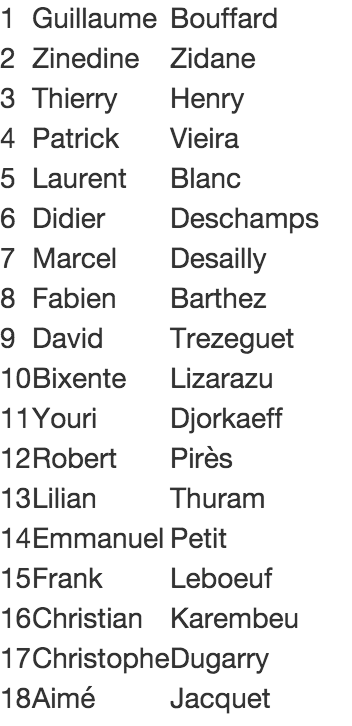 1 Guillaume Bouffard
2 Zinedine Zidane
3 Thierry Henry
4 Patrick Vieira
5 Laurent Blanc
6 Didier Deschamps
7 Marcel Desailly
8 Fabien Barthez
9 David Trezeguet
10 Bixente Lizarazu
11 Youri Djorkaeff
12 Robert Pirès
13 Lilian Thuram
14 Emmanuel Petit
15 Frank Leboeuf
16 Christian Karembeu
17 Christophe Dugarry
18 Aimé Jacquet